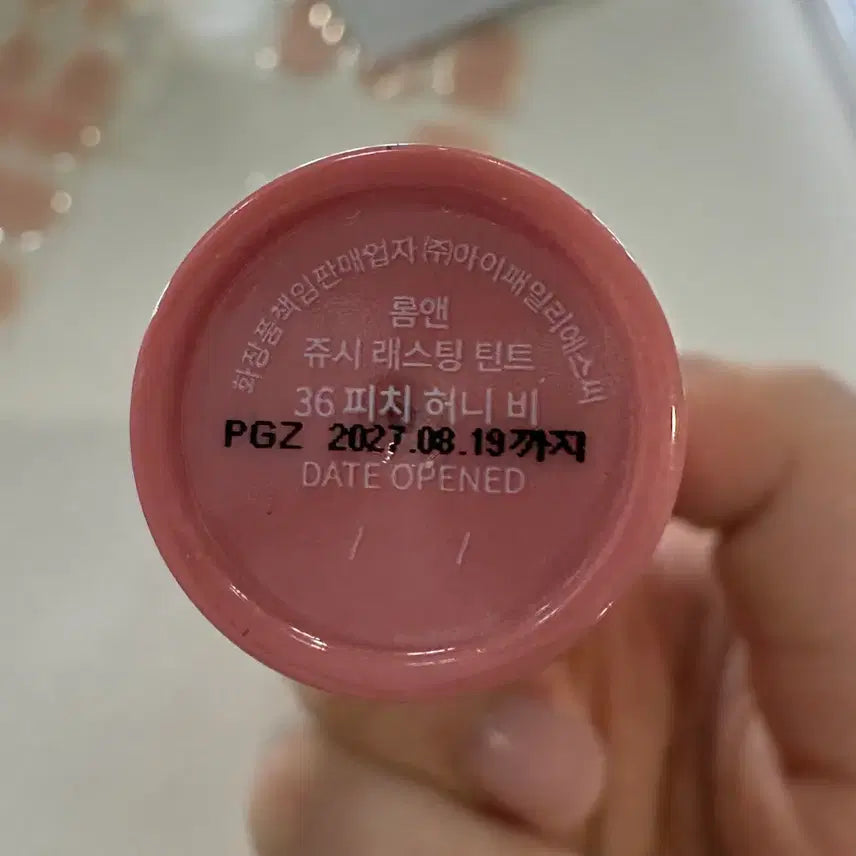 화장품책임판매업자 ㈜아이패밀리에스씨
롬앤
쥬시 래스팅 틴트
36 피치 허니 비
PGZ 2027.08.19까지
DATE OPENED
/ /